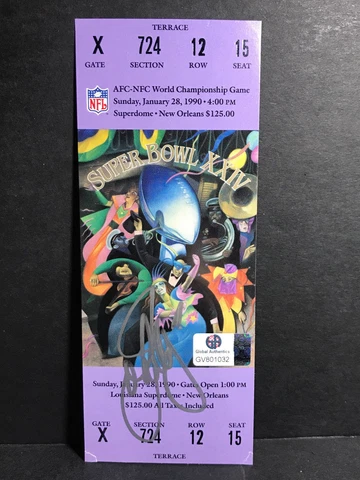 TERRACE
X 724 12 15
GATE SECTION ROW SEAT
NFL
AFC-NFC World Championship Game
Sunday, January 28, 1990 • 4:00 PM
Superdome • New Orleans $125.00
SUPER BOWL XXIV
Global Authentics
GV801032
Sunday, January 28, 1990 • Gates Open 1:00 PM
Louisiana Superdome • New Orleans
$125.00 All Taxes Included
GATE SECTION ROW SEAT
X 724 12 15
TERRACE